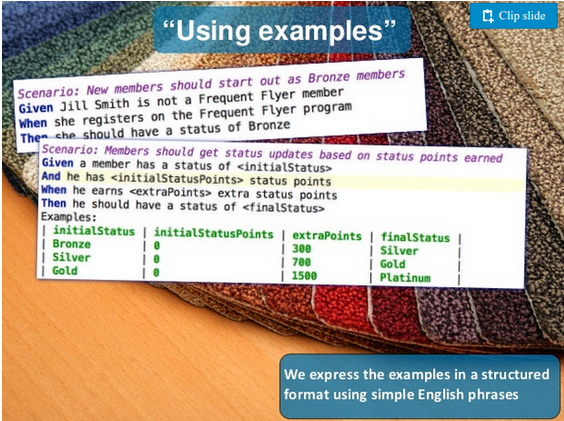 Clip slide
“Using examples”
Scenario: New members should start out as Bronze members
Given Jill Smith is not a Frequent Flyer member
When she registers on the Frequent Flyer program
Then she should have a status of Bronze
Scenario: Members should get status updates based on status points earned
Given a member has a status of <initialStatus>
And he has <initialStatusPoints> status points
When he earns <extraPoints> extra status points
Then he should have a status of <finalStatus>
Examples:
| initialStatus | initialStatusPoints | extraPoints | finalStatus |
| Bronze | 0 | 300 | Silver |
| Silver | 0 | 700 | Gold |
| Gold | 0 | 1500 | Platinum |
We express the examples in a structured
format using simple English phrases